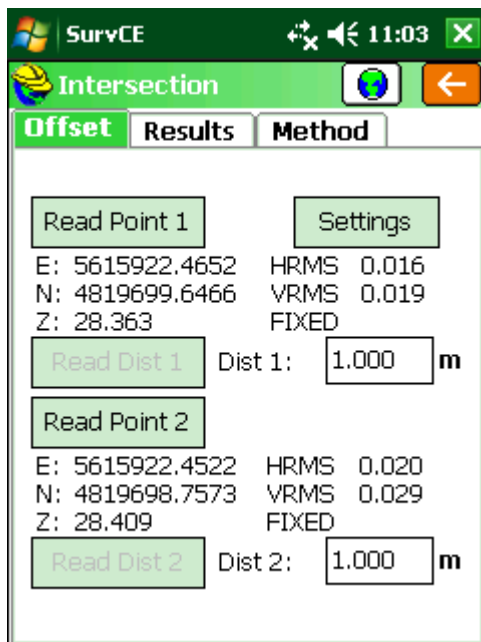 SurvCE 11:03
Intersection
Offset Results Method
Read Point 1 Settings
E: 5615922.4652 HRMS 0.016
N: 4819699.6466 VRMS 0.019
Z: 28.363 FIXED
Read Dist 1 Dist 1: 1.000 m
Read Point 2
E: 5615922.4522 HRMS 0.020
N: 4819698.7573 VRMS 0.029
Z: 28.409 FIXED
Read Dist 2 Dist 2: 1.000 m